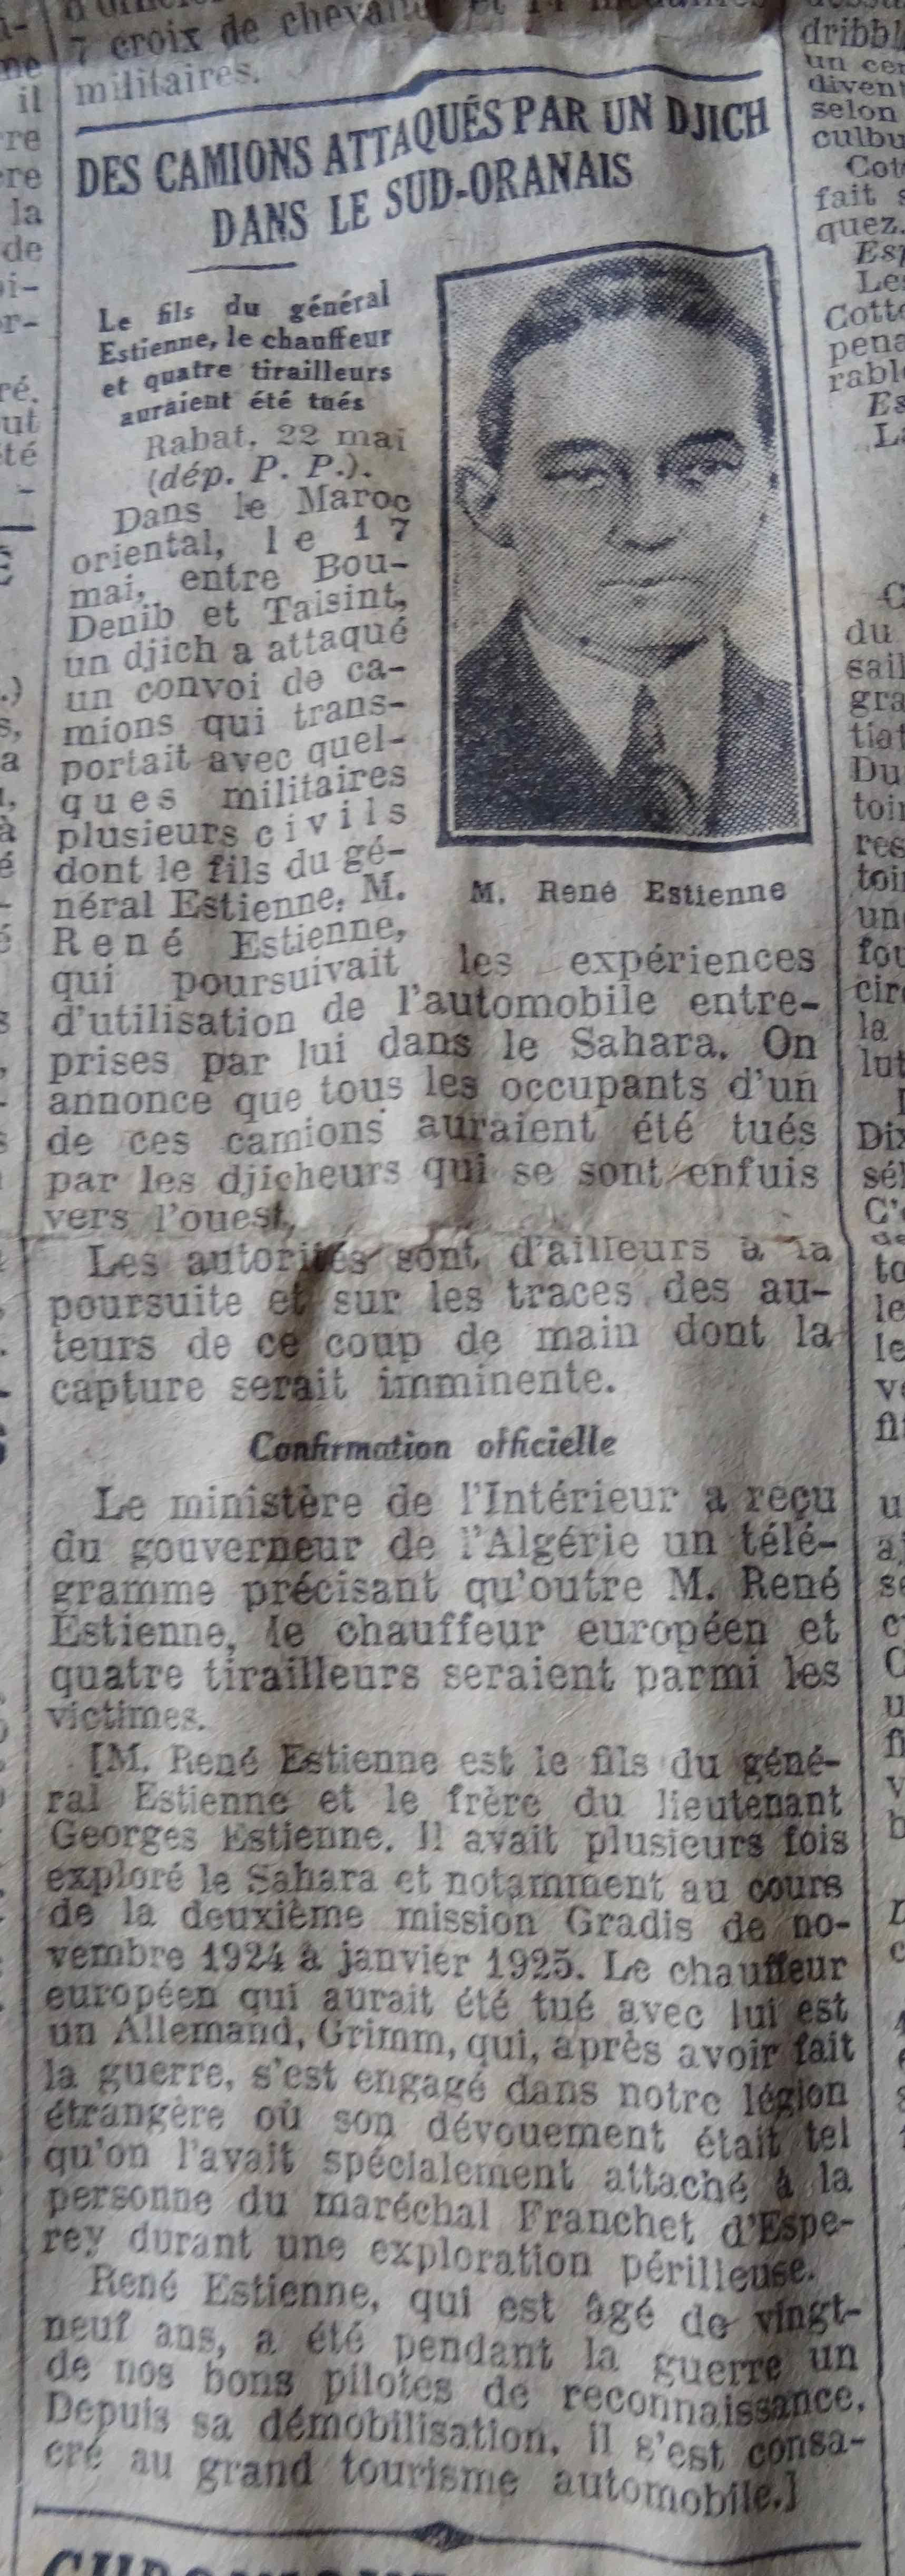 7 croix de chevalier et 14 médailles
militaires.
DES CAMIONS ATTAQUÉS PAR UN DJICH
DANS LE SUD-ORANAIS
Le fils du général
Estienne, le chauffeur
et quatre tirailleurs
auraient été tués
Rabat, 22 mai
(dép. P. P.).
Dans le Maroc
oriental, le 17
mai, entre Bou-
Denib et Taisint,
un djich a attaqué
un convoi de ca-
mions qui trans-
portait avec quel-
ques militaires
plusieurs civils
dont le fils du gé-
néral Estienne, M.
René Estienne,
qui poursuivait les expériences
d'utilisation de l'automobile entre-
prises par lui dans le Sahara. On
annonce que tous les occupants d'un
de ces camions auraient été tués
par les djicheurs qui se sont enfuis
vers l'ouest.
M. René Estienne
Les autorités sont d'ailleurs à la
poursuite et sur les traces des au-
teurs de ce coup de main dont la
capture serait imminente.
Confirmation officielle
Le ministère de l'Intérieur a reçu
du gouverneur de l'Algérie un télé-
gramme précisant qu'outre M. René
Estienne, le chauffeur européen et
quatre tirailleurs seraient parmi les
victimes.
[M. René Estienne est le fils du géné-
ral Estienne et le frère du lieutenant
Georges Estienne. Il avait plusieurs fois
exploré le Sahara et notamment au cours
de la deuxième mission Gradis de no-
vembre 1924 à janvier 1925. Le chauffeur
européen qui aurait été tué avec lui est
un Allemand, Grimm, qui, après avoir fait
la guerre, s'est engagé dans notre légion
étrangère où son dévouement était tel
qu'on l'avait spécialement attaché à la
personne du maréchal Franchet d'Espe-
rey durant une exploration périlleuse.
René Estienne, qui est âgé de vingt-
neuf ans, a été pendant la guerre un
de nos bons pilotes de reconnaissance.
Depuis sa démobilisation, il s'est consa-
cré au grand tourisme automobile.]